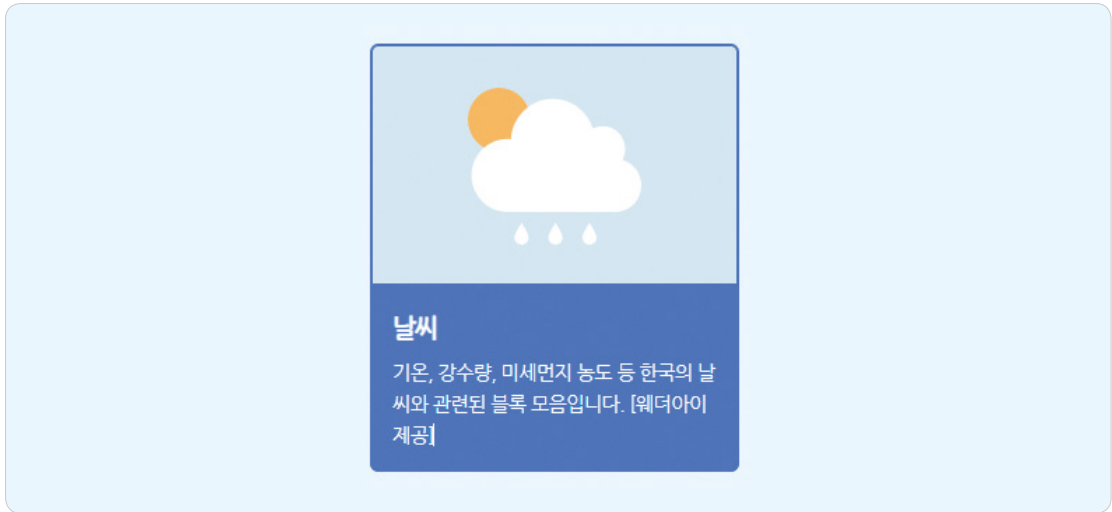 날씨
기온, 강수량, 미세먼지 농도 등 한국의 날
씨와 관련된 블록 모음입니다. [웨더아이
제공]